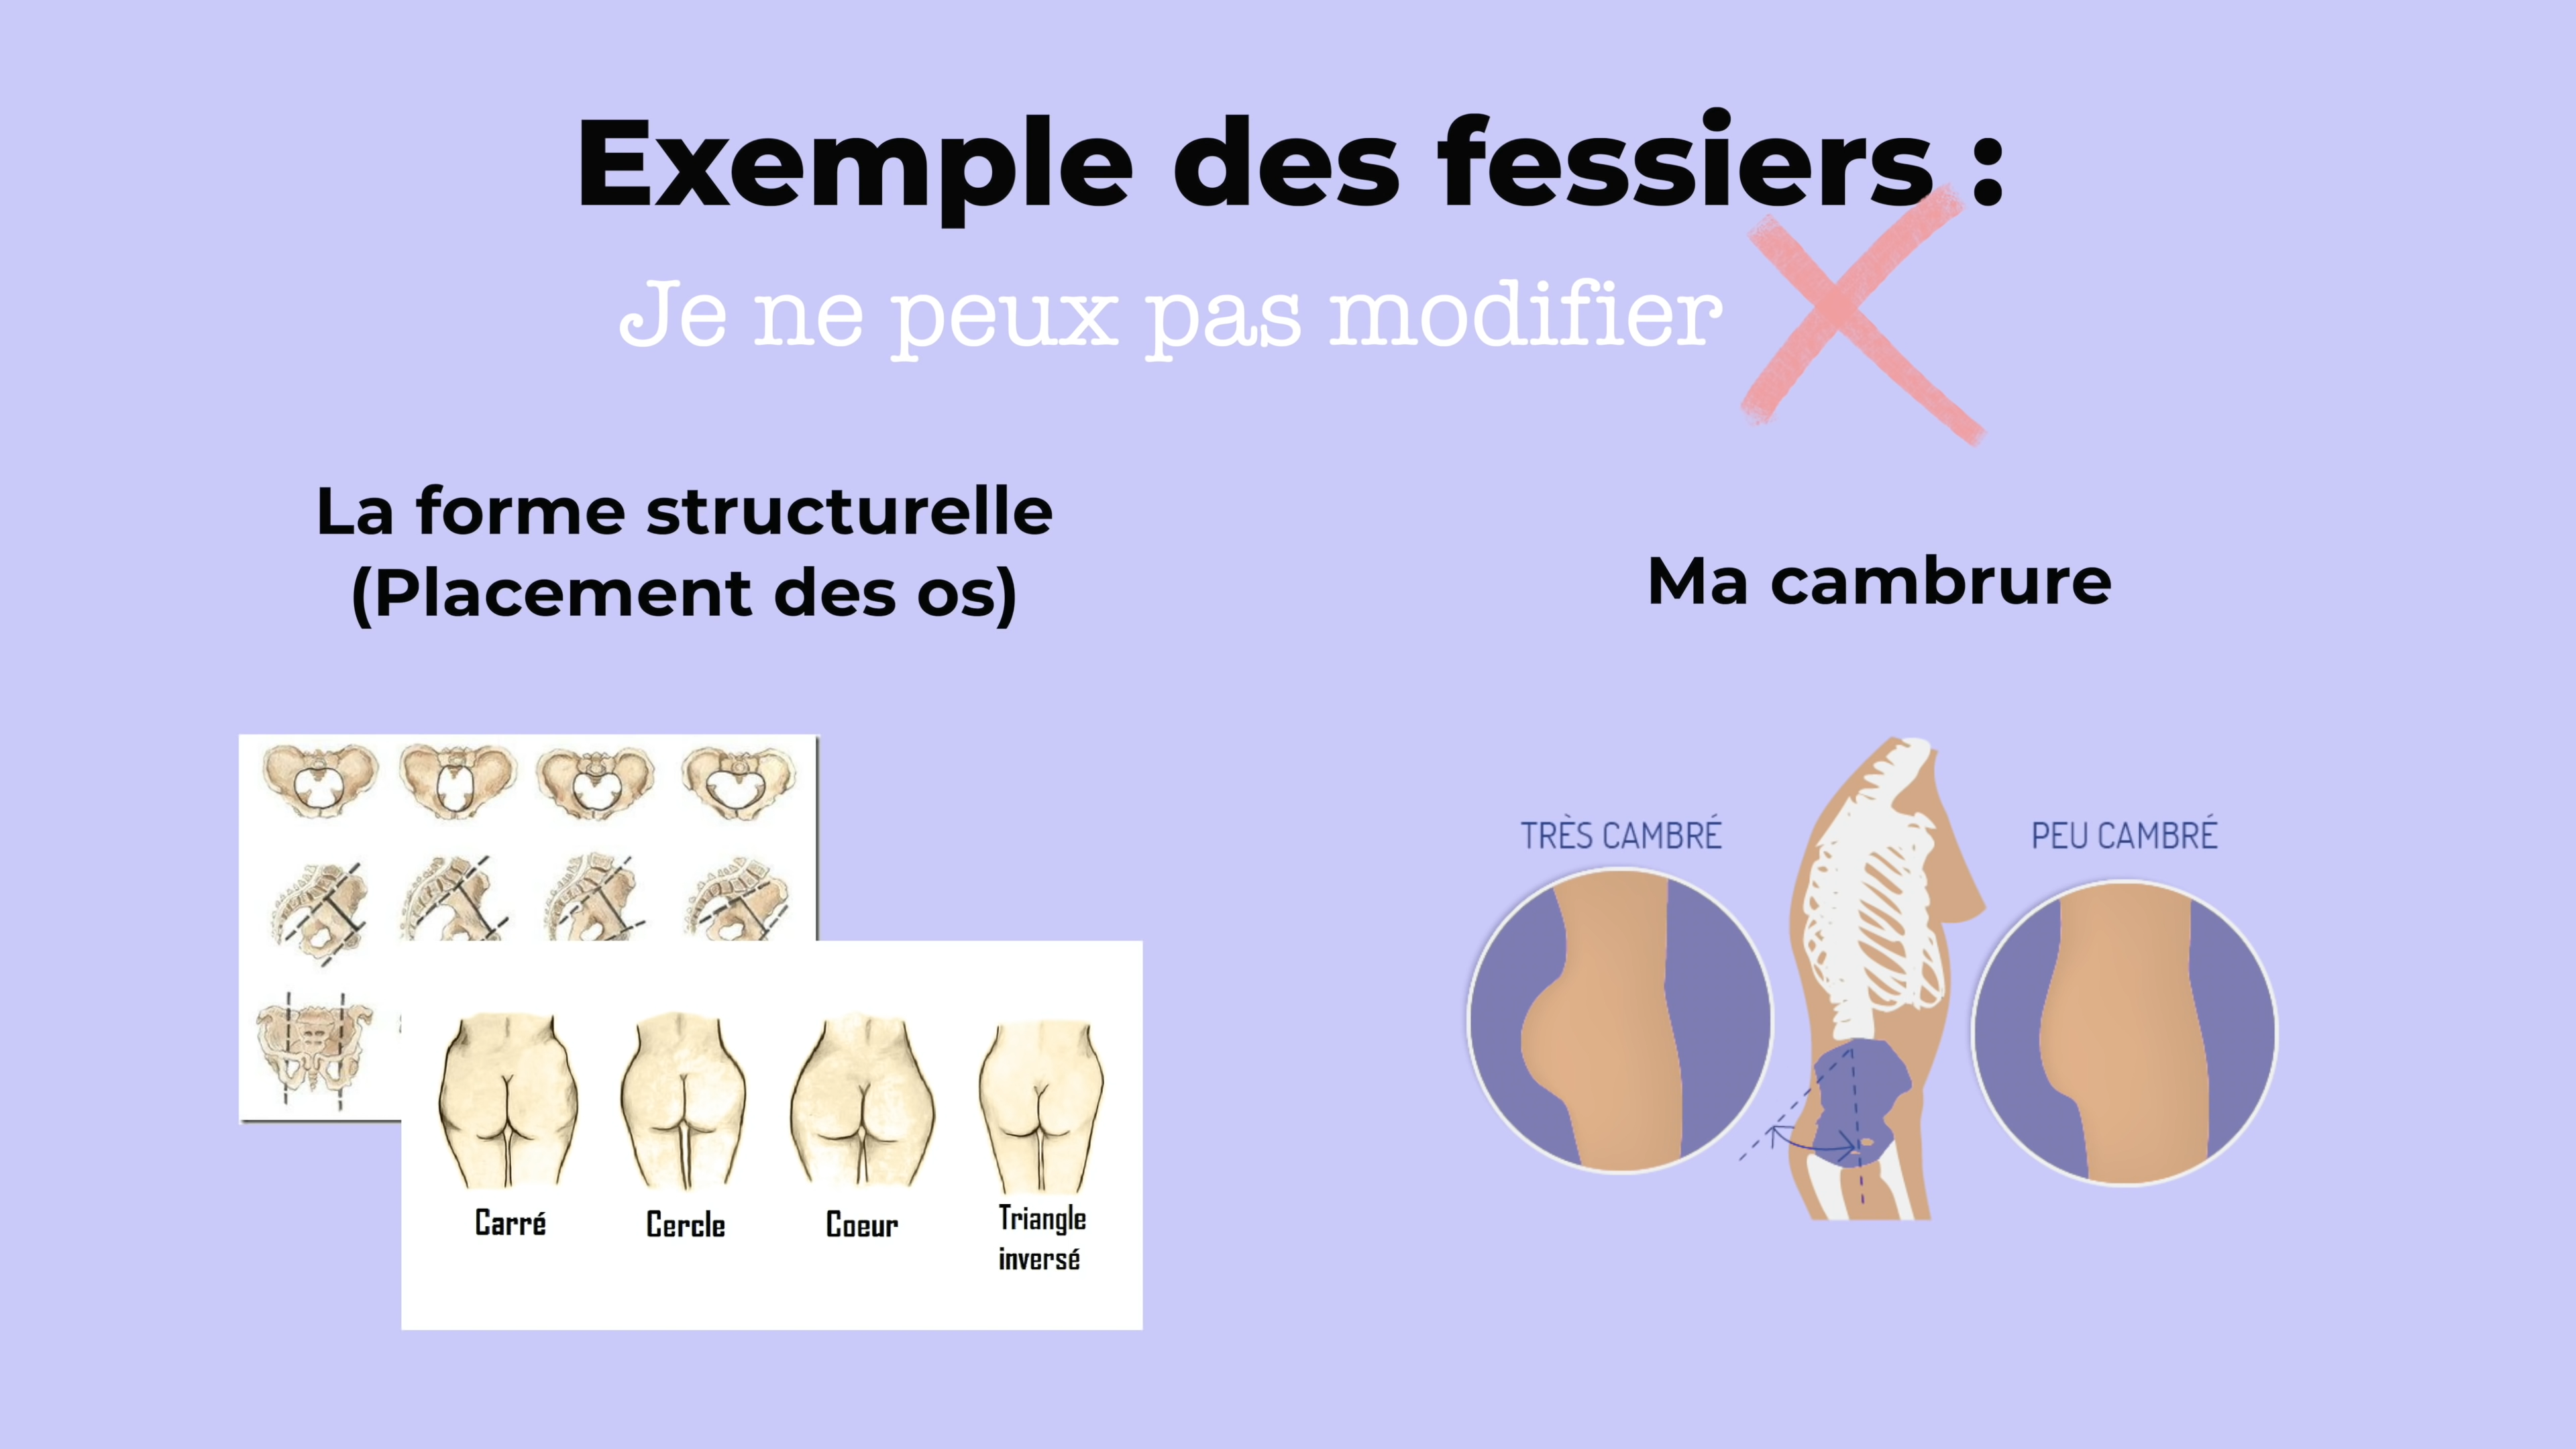 Exemple des fessiers :
Je ne peux pas modifier
La forme structurelle
(Placement des os)
Ma cambrure
TRÈS CAMBRÉ
PEU CAMBRÉ
Carré
Cercle
Coeur
Triangle
inversé